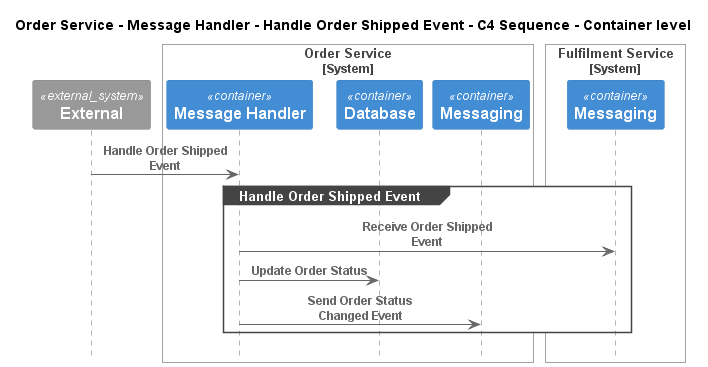 Order Service - Message Handler - Handle Order Shipped Event - C4 Sequence - Container level
Order Service
[System]
Fulfilment Service
[System]
«external_system»
External
«container»
Message Handler
«container»
Database
«container»
Messaging
«container»
Messaging
Handle Order Shipped
Event
Handle Order Shipped Event
Receive Order Shipped
Event
Update Order Status
Send Order Status
Changed Event